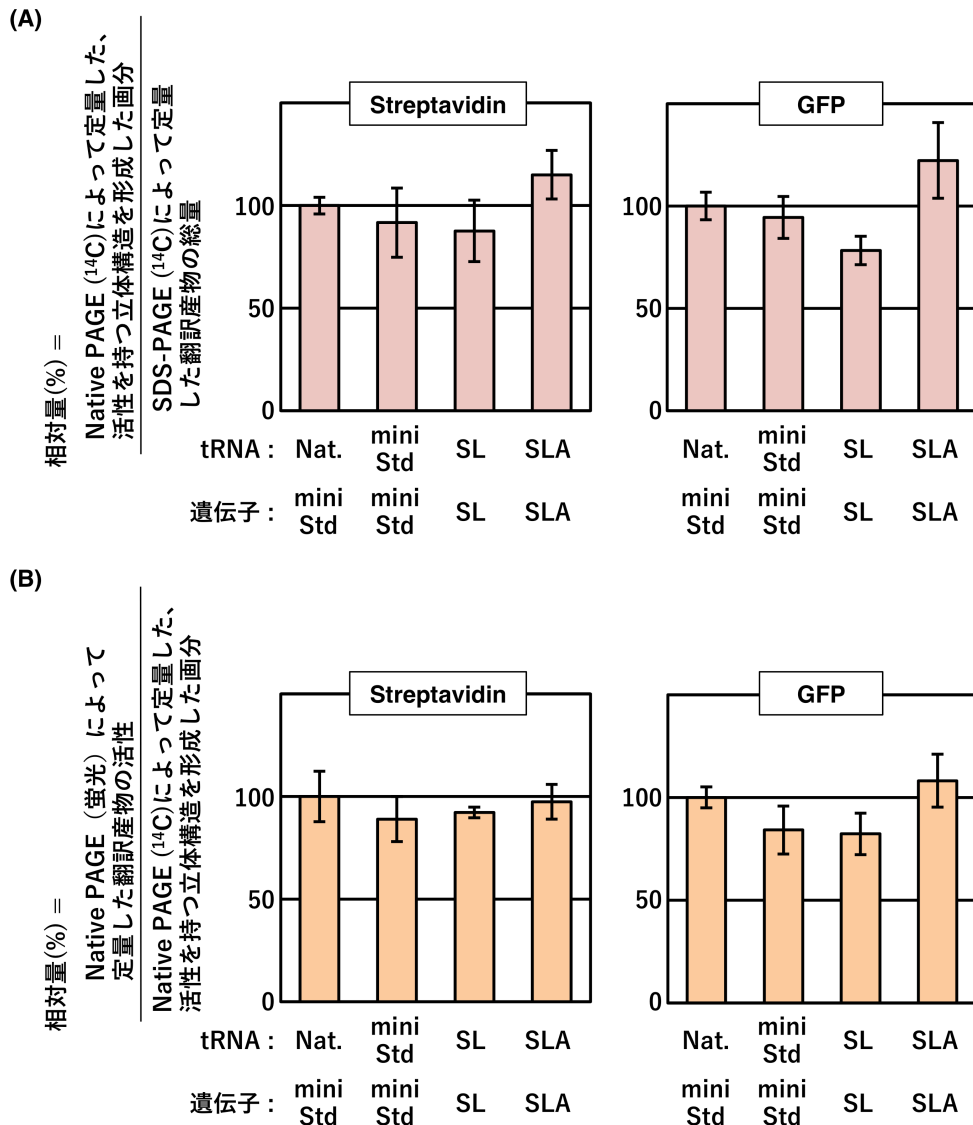 (A)
相対量(%) =
Native PAGE (¹⁴C)によって定量した、
活性を持つ立体構造を形成した画分
SDS-PAGE (¹⁴C)によって定量
した翻訳産物の総量
Streptavidin
100
50
0
tRNA : Nat. mini Std SL SLA
遺伝子 : mini Std mini Std SL SLA
GFP
100
50
0
Nat. mini Std SL SLA
mini Std mini Std SL SLA
(B)
相対量(%) =
Native PAGE（蛍光）によって
定量した翻訳産物の活性
Native PAGE (¹⁴C)によって定量した、
活性を持つ立体構造を形成した画分
Streptavidin
100
50
0
tRNA : Nat. mini Std SL SLA
遺伝子 : mini Std mini Std SL SLA
GFP
100
50
0
Nat. mini Std SL SLA
mini Std mini Std SL SLA